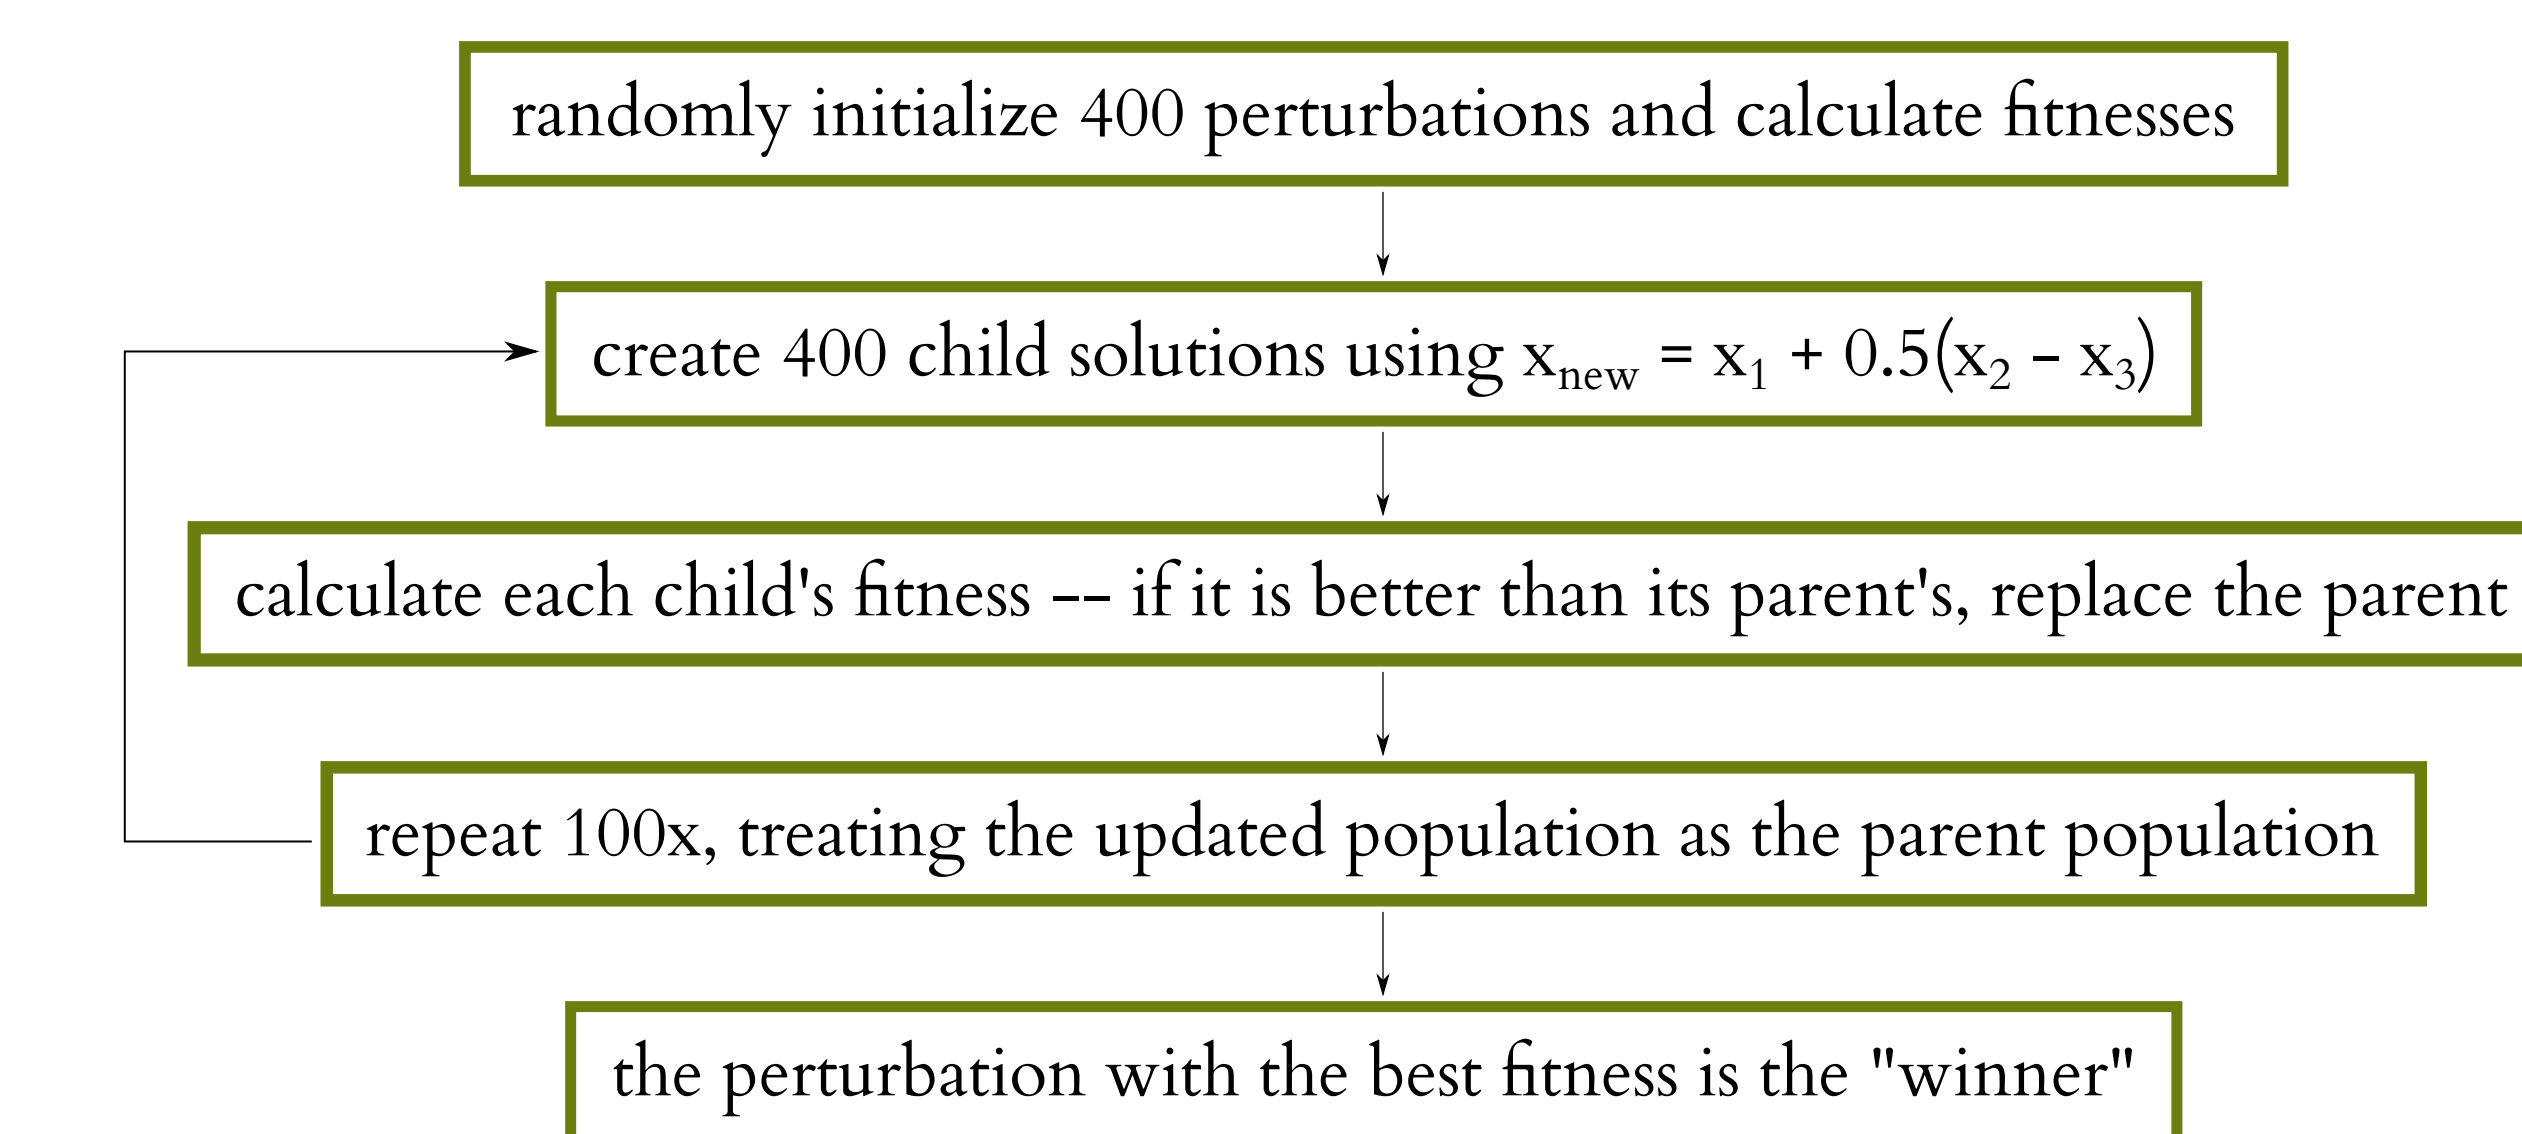 randomly initialize 400 perturbations and calculate fitnesses
create 400 child solutions using xₙₑw = x₁ + 0.5(x₂ - x₃)
calculate each child's fitness -- if it is better than its parent's, replace the parent
repeat 100x, treating the updated population as the parent population
the perturbation with the best fitness is the "winner"